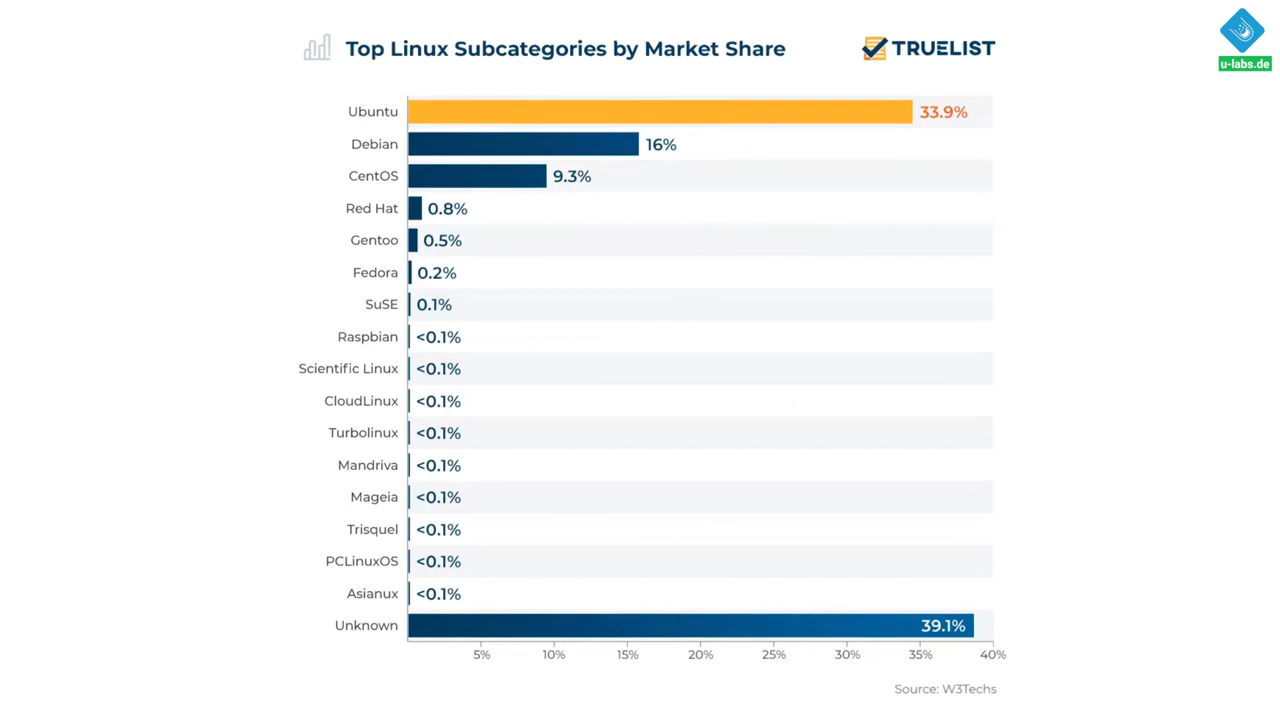 Top Linux Subcategories by Market Share
TRUELIST
u-labs.de
Ubuntu 33.9%
Debian 16%
CentOS 9.3%
Red Hat 0.8%
Gentoo 0.5%
Fedora 0.2%
SuSE 0.1%
Raspbian <0.1%
Scientific Linux <0.1%
CloudLinux <0.1%
Turbolinux <0.1%
Mandriva <0.1%
Mageia <0.1%
Trisquel <0.1%
PCLinuxOS <0.1%
Asianux <0.1%
Unknown 39.1%
5% 10% 15% 20% 25% 30% 35% 40%
Source: W3Techs